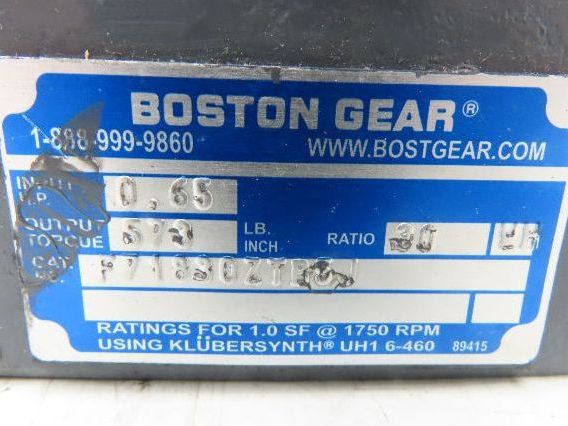 BOSTON GEAR®
1-888-999-9860 WWW.BOSTGEAR.COM
INPUT H.P. 0.65
OUTPUT TORQUE LB. INCH RATIO 30
CAT. NO.
RATINGS FOR 1.0 SF @ 1750 RPM
USING KLÜBERSYNTH® UH1 6-460 89415